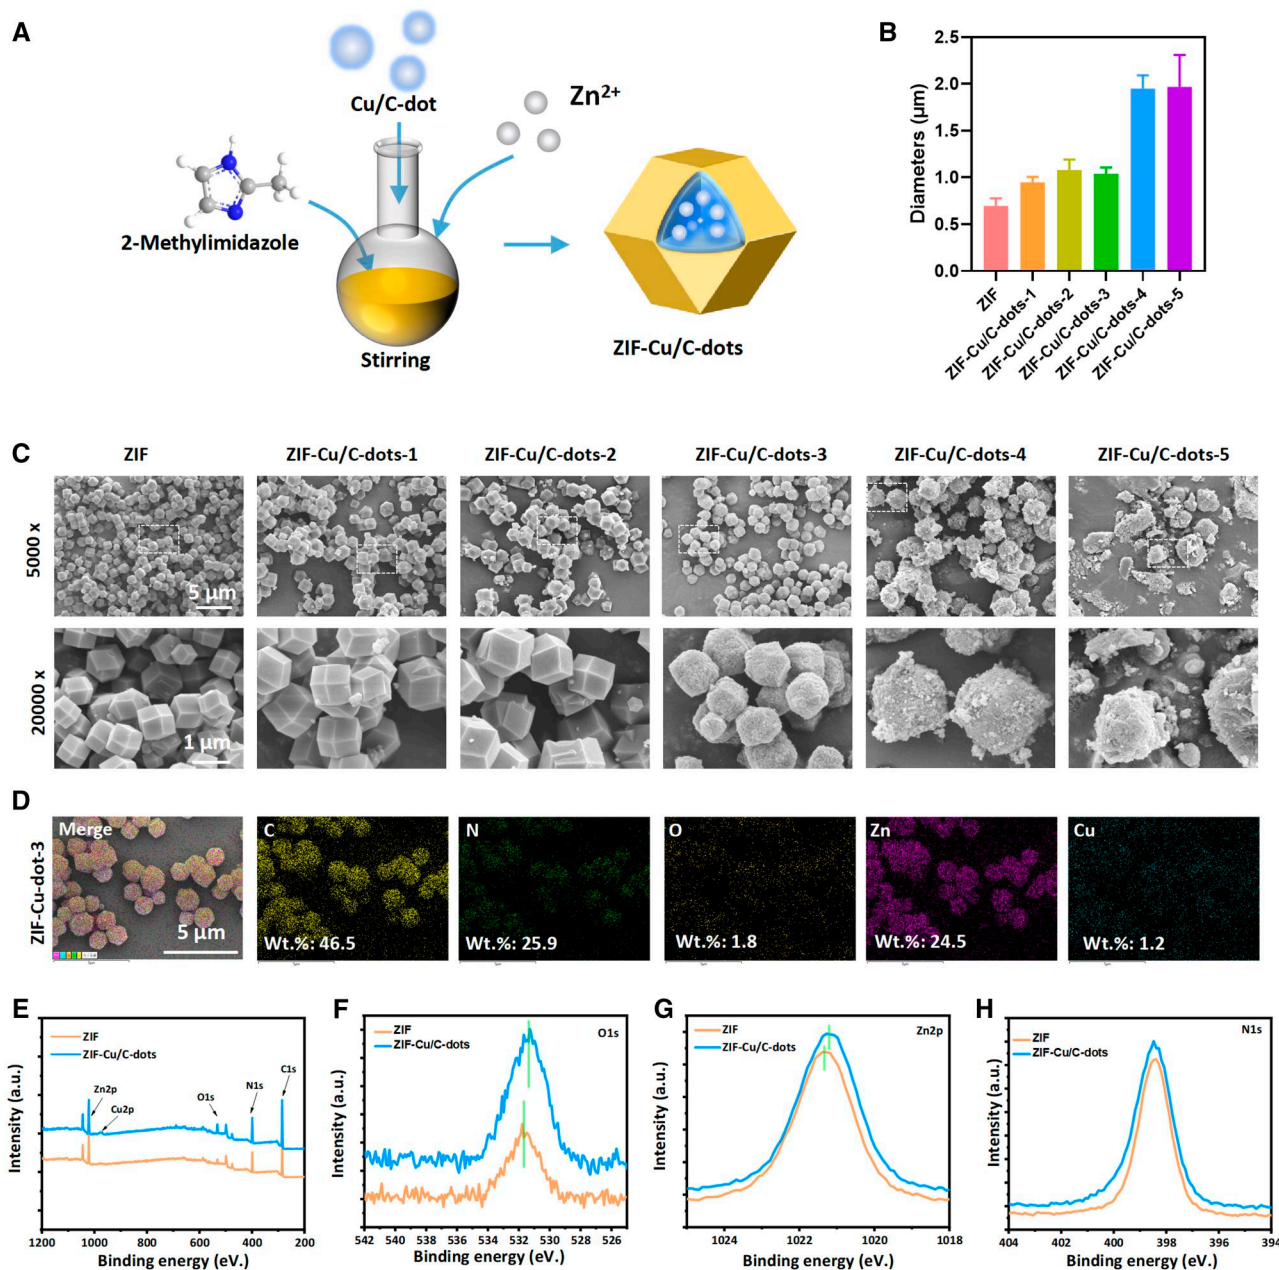 A
Cu/C-dot
Zn2+
2-Methylimidazole
Stirring
ZIF-Cu/C-dots
B
Diameters (μm)
2.5
2.0
1.5
1.0
0.5
0.0
ZIF
ZIF-Cu/C-dots-1
ZIF-Cu/C-dots-2
ZIF-Cu/C-dots-3
ZIF-Cu/C-dots-4
ZIF-Cu/C-dots-5
C
ZIF
ZIF-Cu/C-dots-1
ZIF-Cu/C-dots-2
ZIF-Cu/C-dots-3
ZIF-Cu/C-dots-4
ZIF-Cu/C-dots-5
5000 x
5 μm
20000 x
1 μm
D
ZIF-Cu-dot-3
Merge
5 μm
C
Wt.%: 46.5
N
Wt.%: 25.9
O
Wt.%: 1.8
Zn
Wt.%: 24.5
Cu
Wt.%: 1.2
E
ZIF
ZIF-Cu/C-dots
Zn2p
Cu2p
O1s
N1s
C1s
Intensity (a.u.)
1200 1000 800 600 400 200
Binding energy (eV.)
F
ZIF
ZIF-Cu/C-dots
O1s
Intensity (a.u.)
542 540 538 536 534 532 530 528 526
Binding energy (eV.)
G
ZIF
ZIF-Cu/C-dots
Zn2p
Intensity (a.u.)
1024 1022 1020 1018
Binding energy (eV.)
H
ZIF
ZIF-Cu/C-dots
N1s
Intensity (a.u.)
404 402 400 398 396 394
Binding energy (eV.)